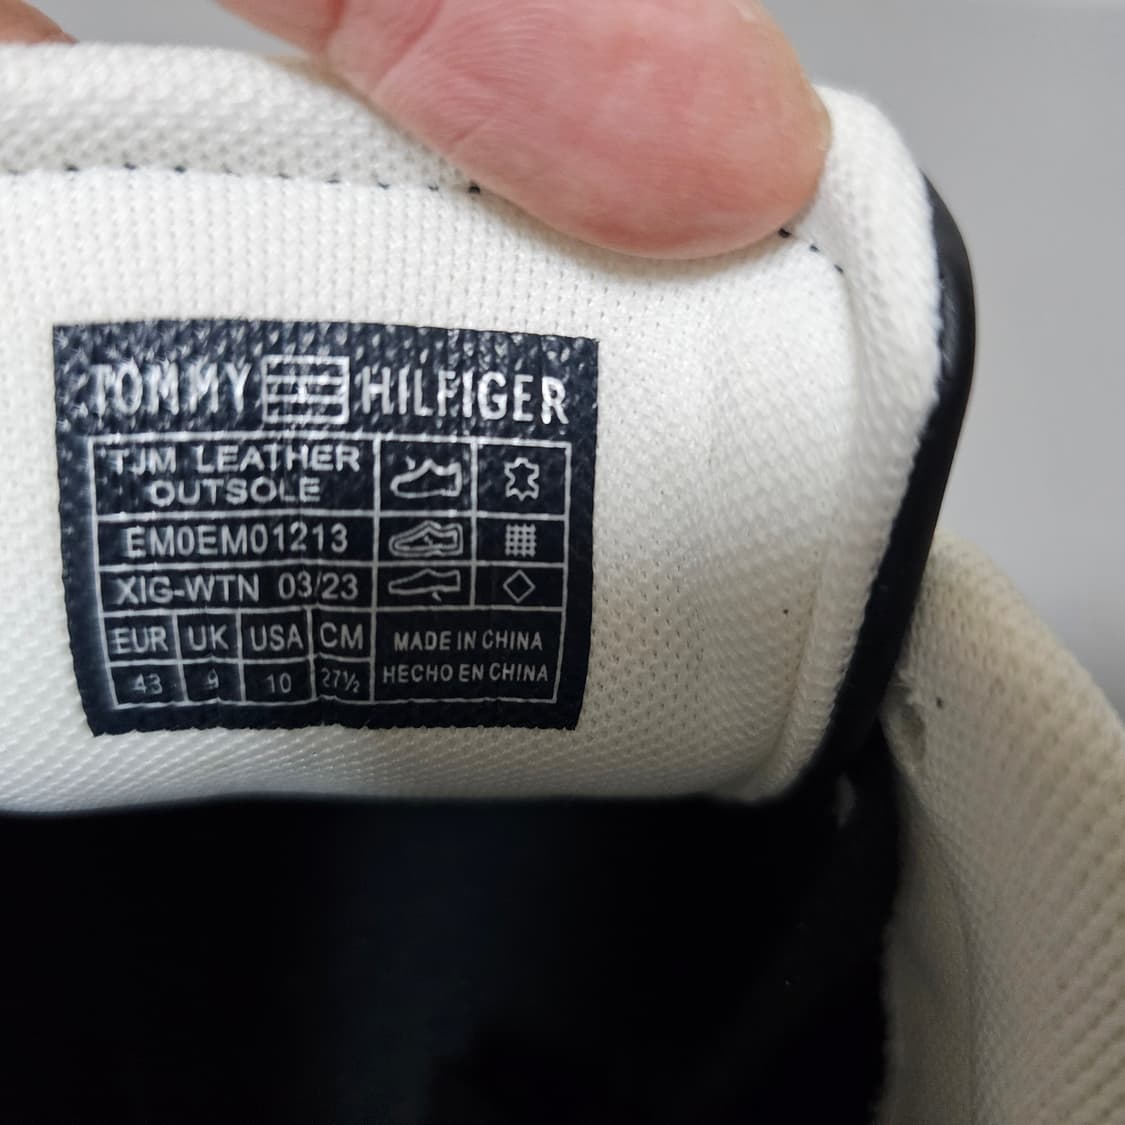 TOMMY HILFIGER
TJM LEATHER
OUTSOLE
EM0EM01213
XIG-WTN 03/23
EUR UK USA CM
43 9 10 27½
MADE IN CHINA
HECHO EN CHINA